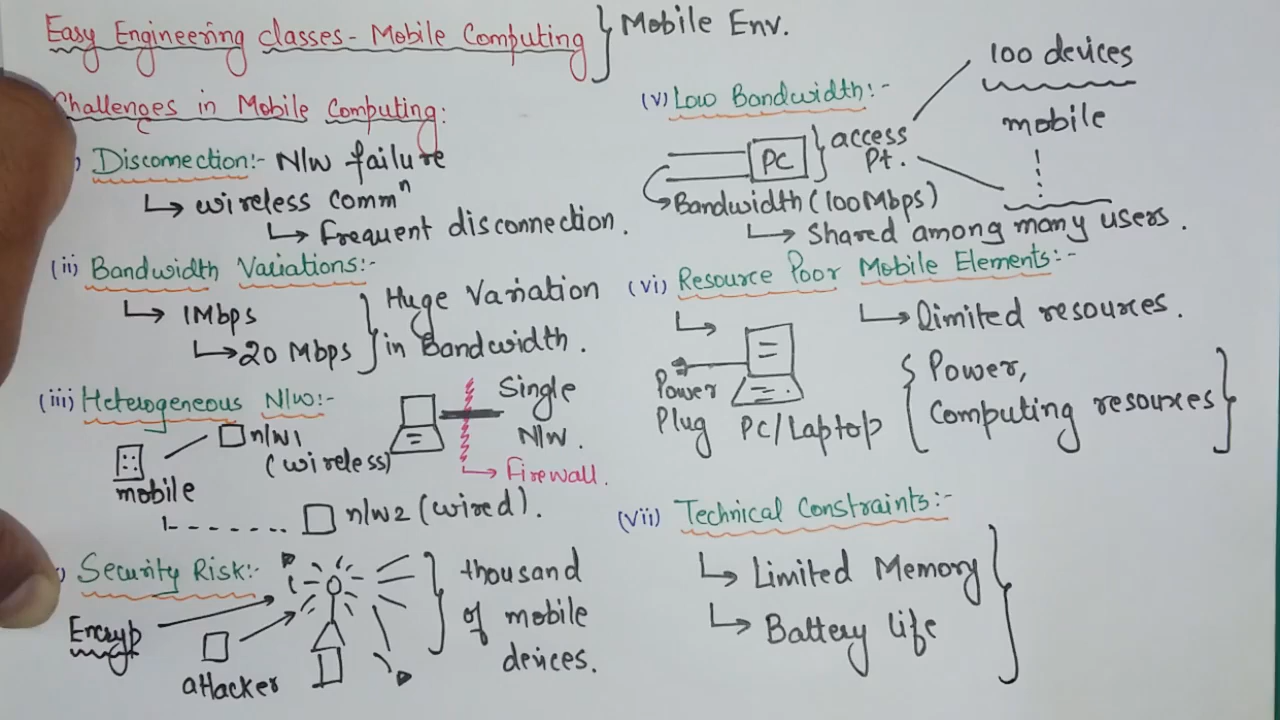 Easy Engineering classes - Mobile Computing } Mobile Env.
Challenges in Mobile Computing:
) Disconnection:- N/w failure
↳ wireless commⁿ
↳ Frequent disconnection.
(ii) Bandwidth Variations:-
↳ 1Mbps
↳ 20 Mbps
Huge Variation
in Bandwidth.
(iii) Heterogeneous N/w:-
mobile
n/w1
(wireless)
Single
N/w.
↳ Firewall.
n/w2 (wired).
) Security Risk:-
Encryp
attacker
thousand
of mobile
devices.
(v) Low Bandwidth:-
PC
access
Pt.
100 devices
mobile
Bandwidth (100Mbps)
↳ Shared among many users.
(vi) Resource Poor Mobile Elements:-
↳ Limited resources.
Power
Plug
PC/Laptop
Power,
Computing resources
(vii) Technical Constraints:-
↳ Limited Memory
↳ Battery life